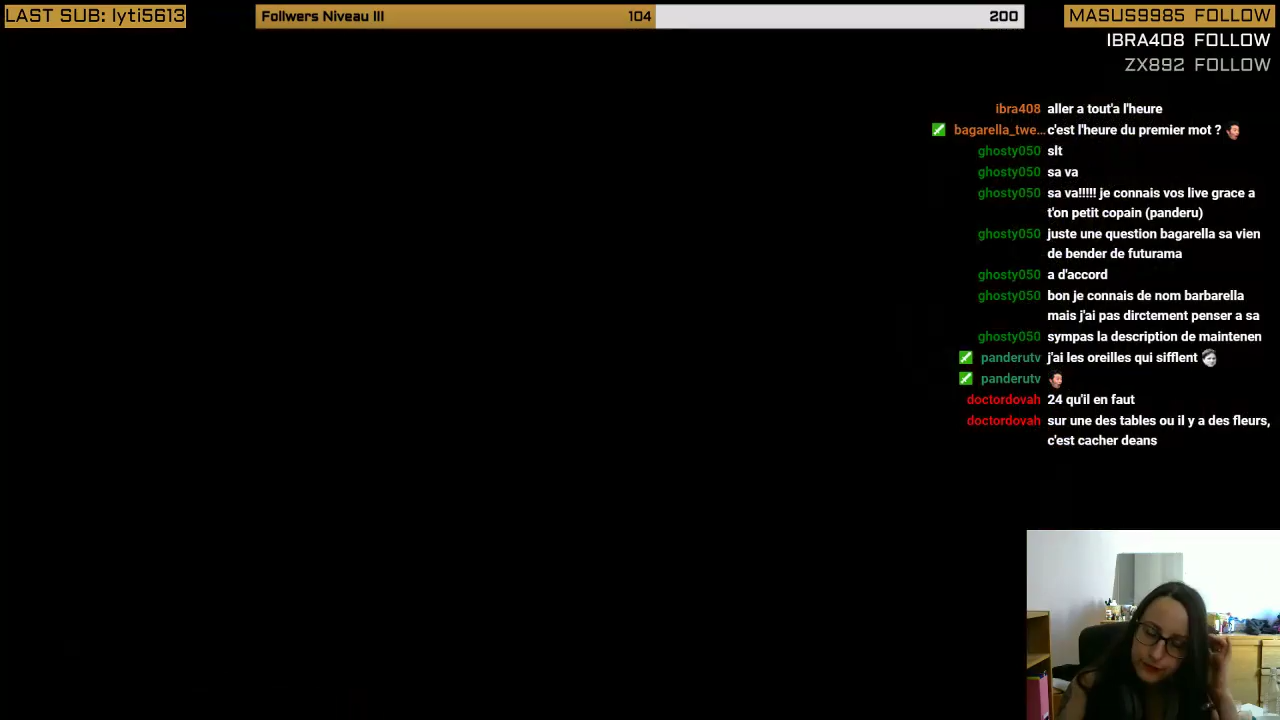 LAST SUB: lyti5613
Follwers Niveau III 104 200
MASUS9985 FOLLOW
IBRA408 FOLLOW
ZX892 FOLLOW
ibra408 aller a tout'a l'heure
bagarella_twe... c'est l'heure du premier mot ?
ghosty050 slt
ghosty050 sa va
ghosty050 sa va!!!!! je connais vos live grace a
t'on petit copain (panderu)
ghosty050 juste une question bagarella sa vien
de bender de futurama
ghosty050 a d'accord
ghosty050 bon je connais de nom barbarella
mais j'ai pas dirctement penser a sa
ghosty050 sympas la description de maintenen
panderutv j'ai les oreilles qui sifflent
panderutv
doctordovah 24 qu'il en faut
doctordovah sur une des tables ou il y a des fleurs,
c'est cacher deans